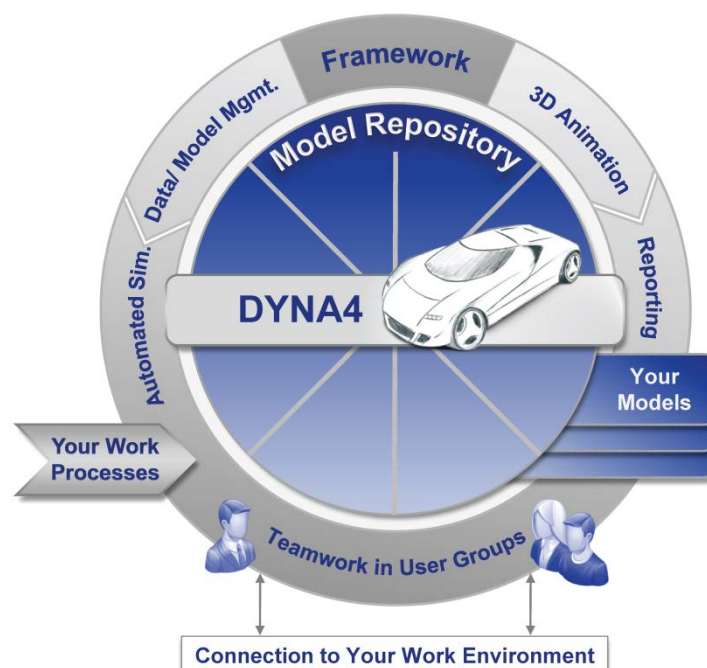 Framework
Data/ Model Mgmt.
3D Animation
Model Repository
Automated Sim.
Reporting
DYNA4
Your
Models
Your Work
Processes
Teamwork in User Groups
Connection to Your Work Environment